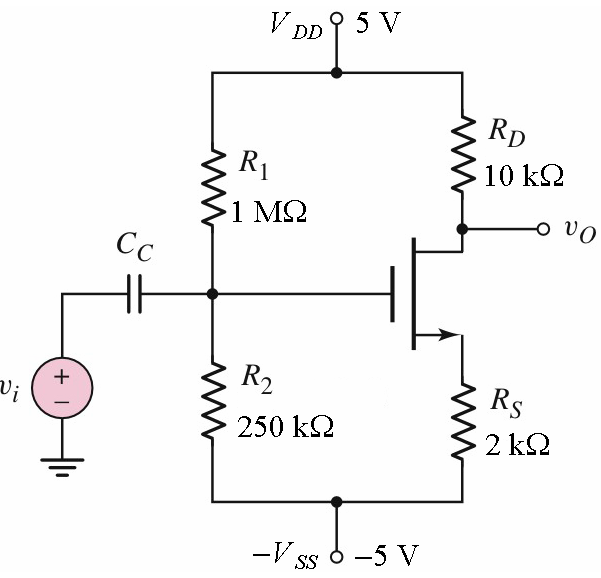 V_DD 5 V
R_D
10 kΩ
R_1
1 MΩ
v_O
C_C
v_i
+
−
R_2
250 kΩ
R_S
2 kΩ
−V_SS −5 V